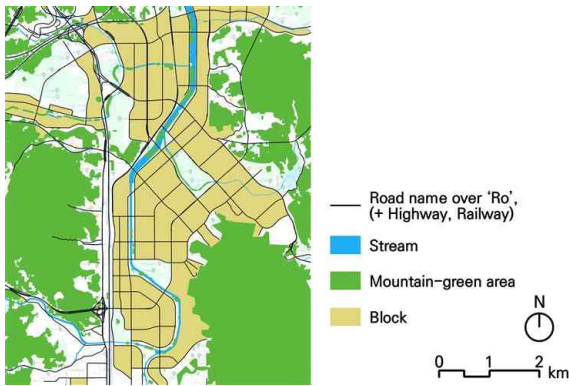 Road name over ‘Ro’,
(+ Highway, Railway)
Stream
Mountain-green area
Block
N
0 1 2 km